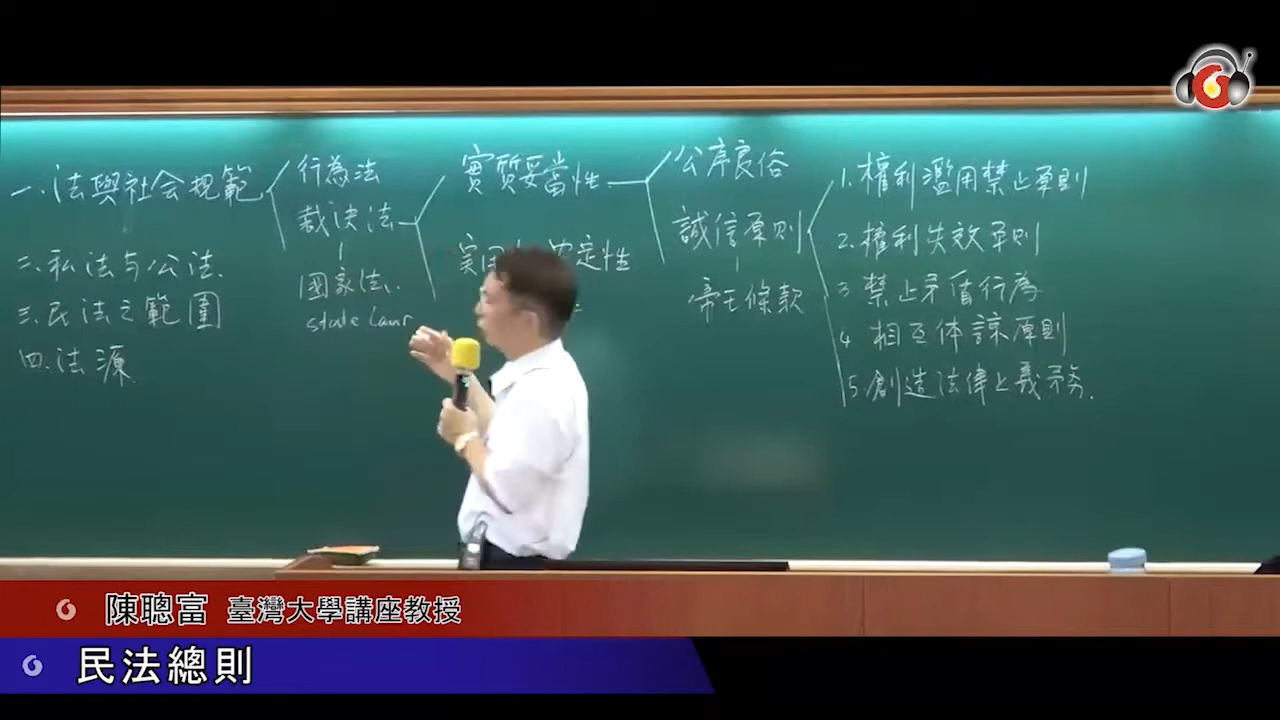 一.法與社会規範
二.私法与公法.
三.民法之範圍
四.法源.
行為法
裁決法
國家法.
state law
實質妥當性
定性
公序良俗
誠信原則
帝王條款
1.權利濫用禁止原則
2.權利失效原則
3 禁止矛盾行為
4 相互体諒原則
5.創造法律上義務.
陳聰富 臺灣大學講座教授
民法總則